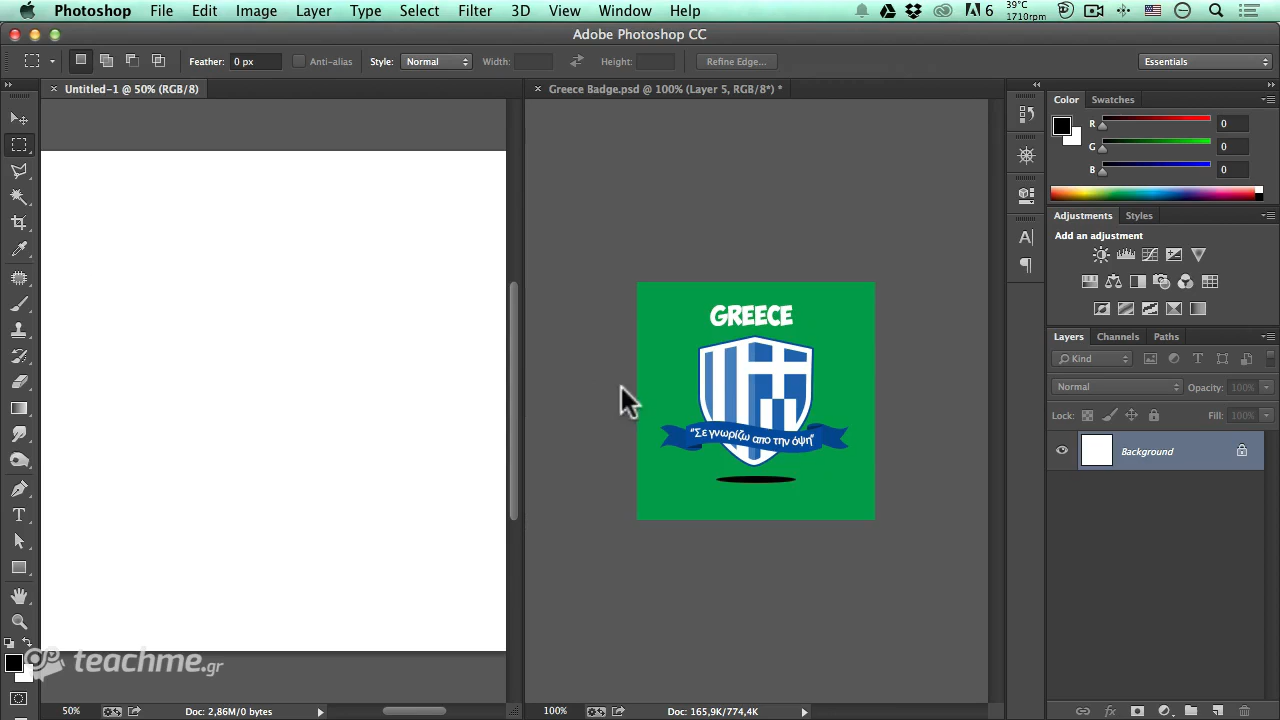 Photoshop File Edit Image Layer Type Select Filter 3D View Window Help
6 39°C 1710rpm
Adobe Photoshop CC
Feather: 0 px Anti-alias Style: Normal Width: Height: Refine Edge... Essentials
Untitled-1 @ 50% (RGB/8)
Greece Badge.psd @ 100% (Layer 5, RGB/8*) *
Color Swatches
R 0
G 0
B 0
Adjustments Styles
Add an adjustment
Layers Channels Paths
Kind
Normal Opacity: 100%
Lock: Fill: 100%
Background
GREECE
“Σε γνωρίζω απο την όψη”
teachme.gr
50% Doc: 2,86M/0 bytes
100% Doc: 165,9K/774,4K